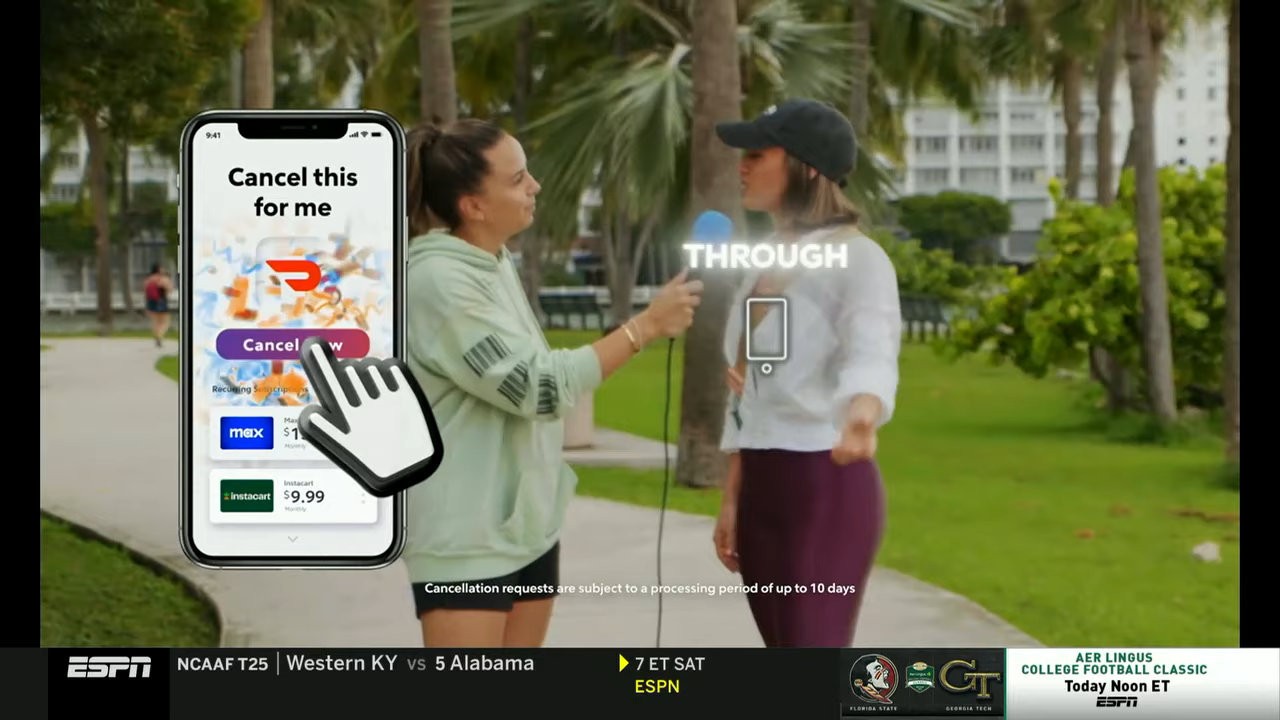 9:41
Cancel this
for me
THROUGH
Cancel
max
instacart
Instacart
$9.99
Monthly
Cancellation requests are subject to a processing period of up to 10 days
ESPN
NCAAF T25 | Western KY vs 5 Alabama
7 ET SAT
ESPN
FLORIDA STATE
GT
GEORGIA TECH
AER LINGUS
COLLEGE FOOTBALL CLASSIC
Today Noon ET
ESPN